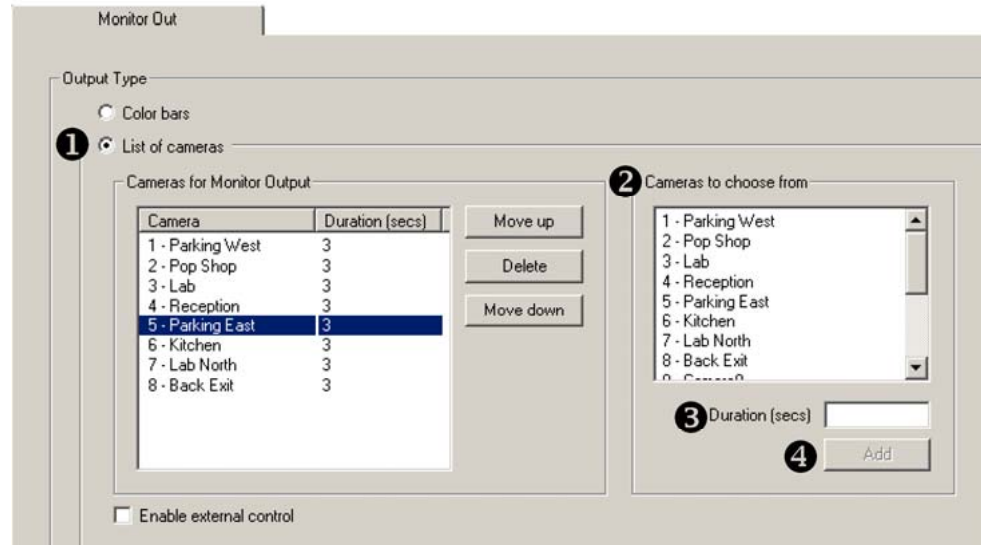 Monitor Out
Output Type
Color bars
1 List of cameras
Cameras for Monitor Output
Camera Duration (secs)
1 - Parking West 3
2 - Pop Shop 3
3 - Lab 3
4 - Reception 3
5 - Parking East 3
6 - Kitchen 3
7 - Lab North 3
8 - Back Exit 3
Move up
Delete
Move down
2 Cameras to choose from
1 - Parking West
2 - Pop Shop
3 - Lab
4 - Reception
5 - Parking East
6 - Kitchen
7 - Lab North
8 - Back Exit
3 Duration (secs)
4 Add
Enable external control